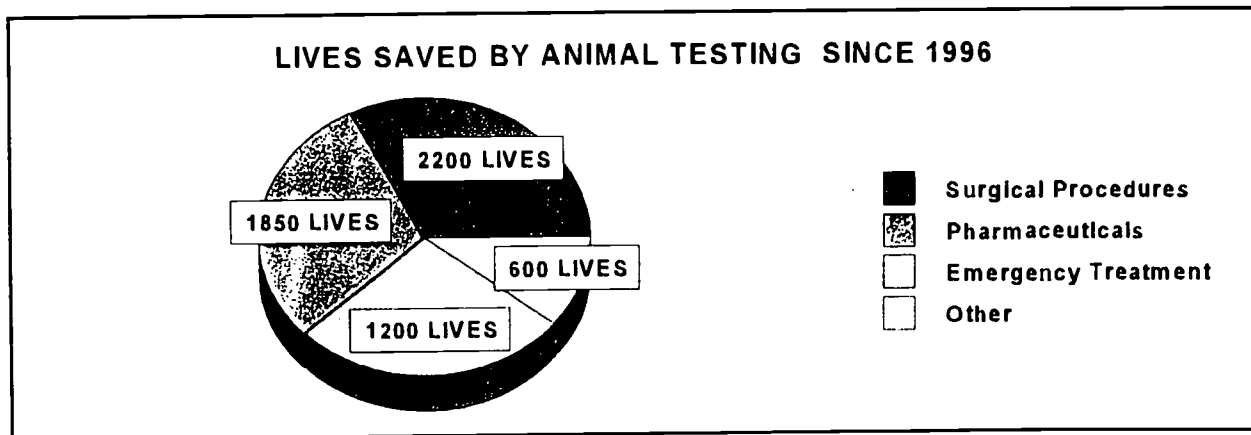 LIVES SAVED BY ANIMAL TESTING SINCE 1996
2200 LIVES
1850 LIVES
600 LIVES
1200 LIVES
Surgical Procedures
Pharmaceuticals
Emergency Treatment
Other